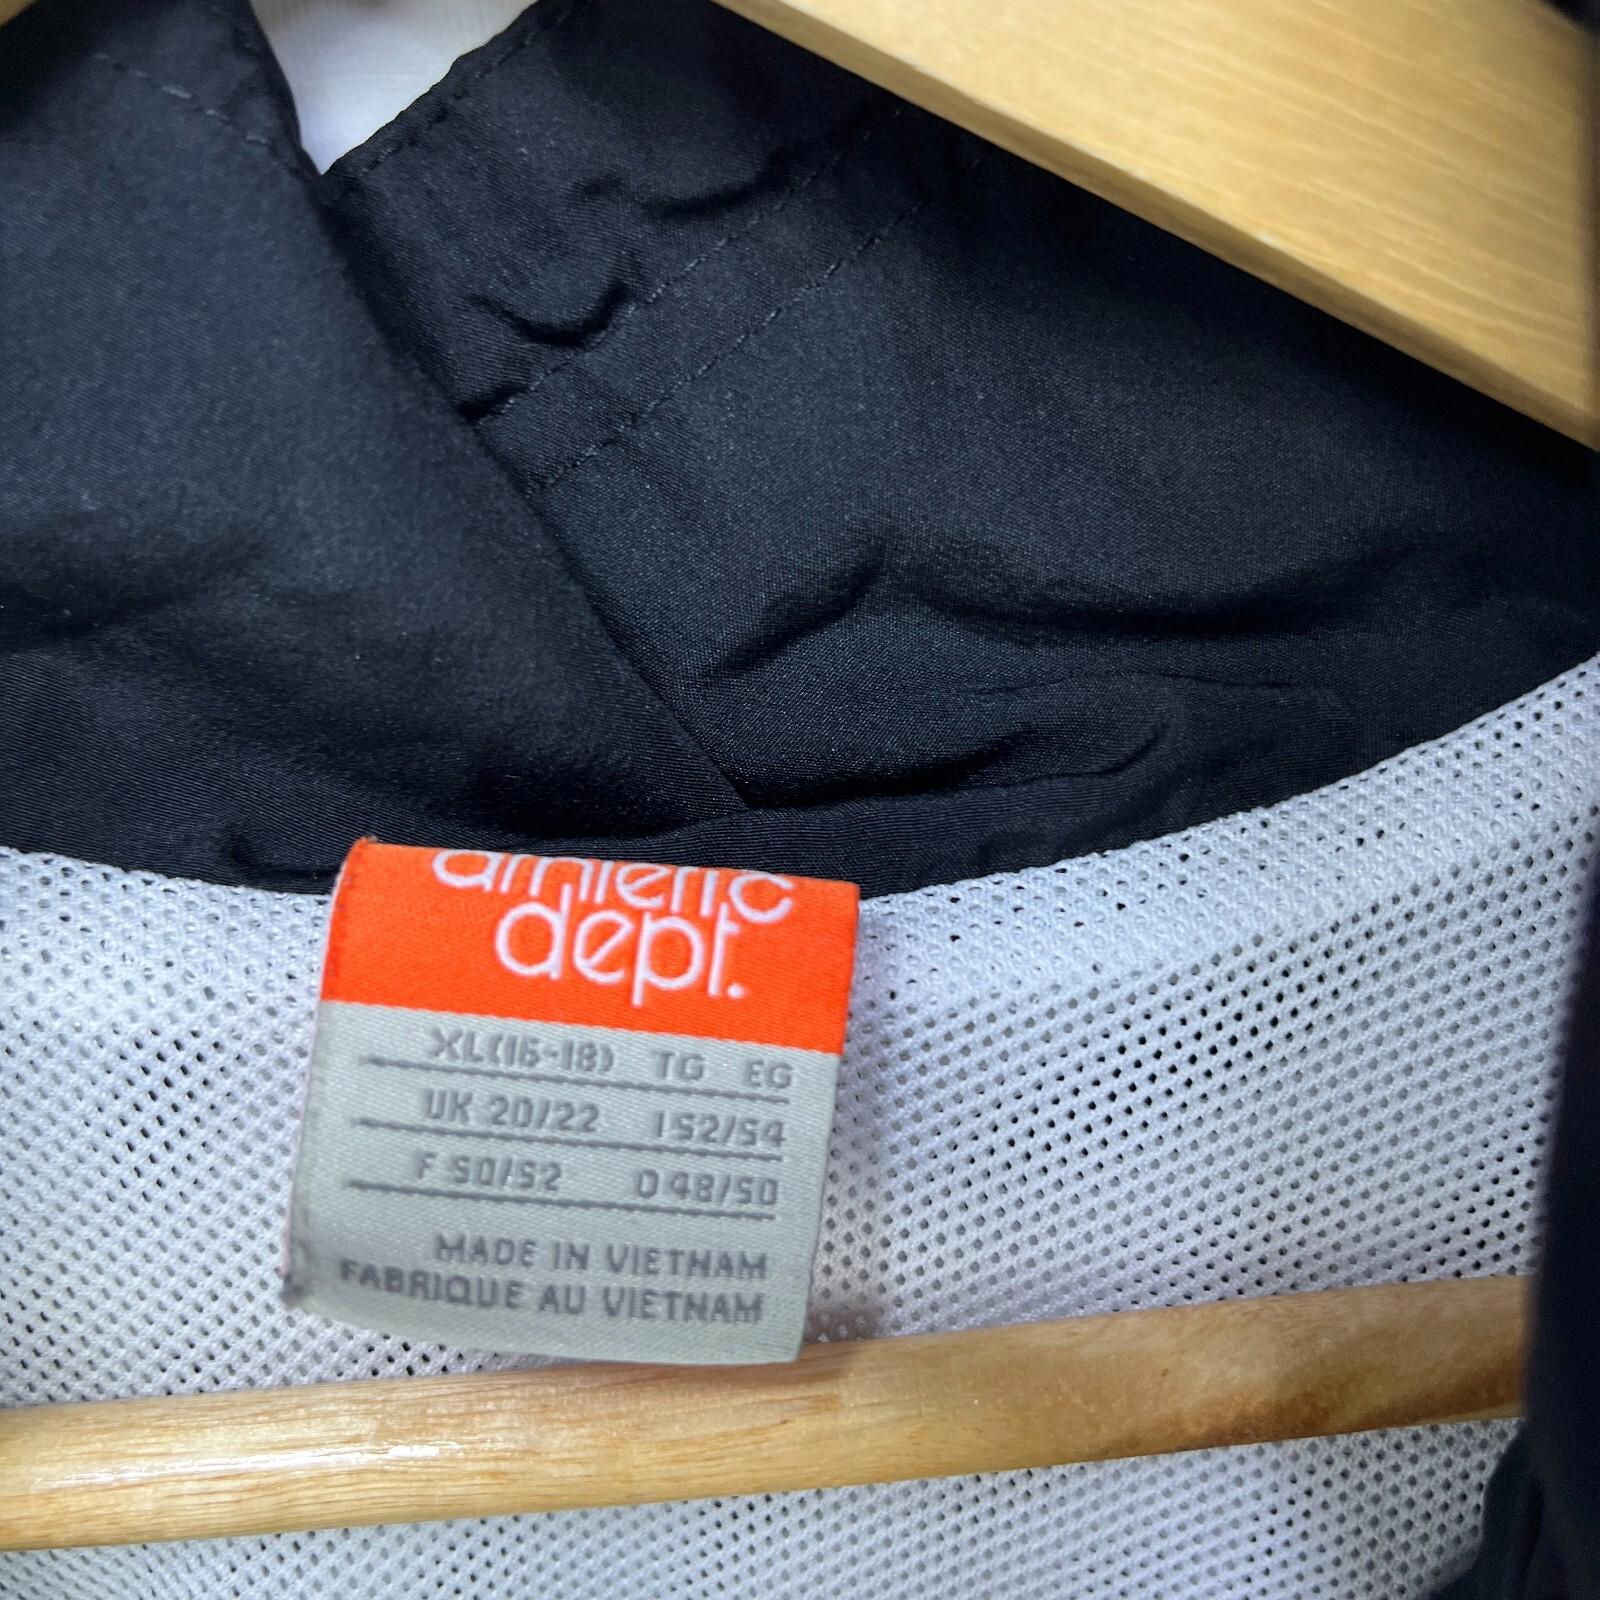 athletic
dept.
XL(16-18) TG EG
UK 20/22 I 52/54
F 50/52 D 48/50
MADE IN VIETNAM
FABRIQUE AU VIETNAM